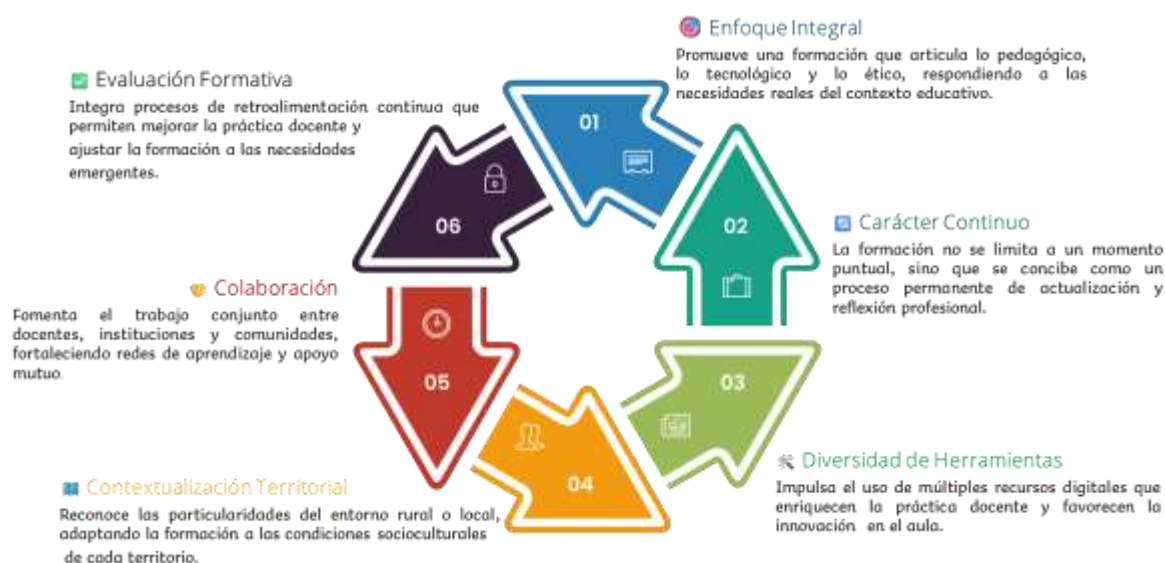 Enfoque Integral
Promueve una formación que articula lo pedagógico,
lo tecnológico y lo ético, respondiendo a las
necesidades reales del contexto educativo.
01
02
Carácter Continuo
La formación no se limita a un momento
puntual, sino que se concibe como un
proceso permanente de actualización y
reflexión profesional.
03
Diversidad de Herramientas
Impulsa el uso de múltiples recursos digitales que
enriquecen la práctica docente y favorecen la
innovación en el aula.
04
Contextualización Territorial
Reconoce las particularidades del entorno rural o local,
adaptando la formación a las condiciones socioculturales
de cada territorio.
05
Colaboración
Fomenta el trabajo conjunto entre
docentes, instituciones y comunidades,
fortaleciendo redes de aprendizaje y apoyo
mutuo.
06
Evaluación Formativa
Integra procesos de retroalimentación continua que
permiten mejorar la práctica docente y
ajustar la formación a las necesidades
emergentes.